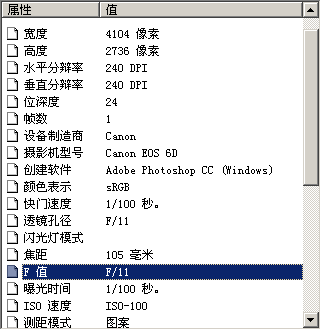 属性 值
宽度 4104 像素
高度 2736 像素
水平分辩率 240 DPI
垂直分辩率 240 DPI
位深度 24
帧数 1
设备制造商 Canon
摄影机型号 Canon EOS 6D
创建软件 Adobe Photoshop CC (Windows)
颜色表示 sRGB
快门速度 1/100 秒。
透镜孔径 F/11
闪光灯模式
焦距 105 毫米
F 值 F/11
曝光时间 1/100 秒。
ISO 速度 ISO-100
测距模式 图案